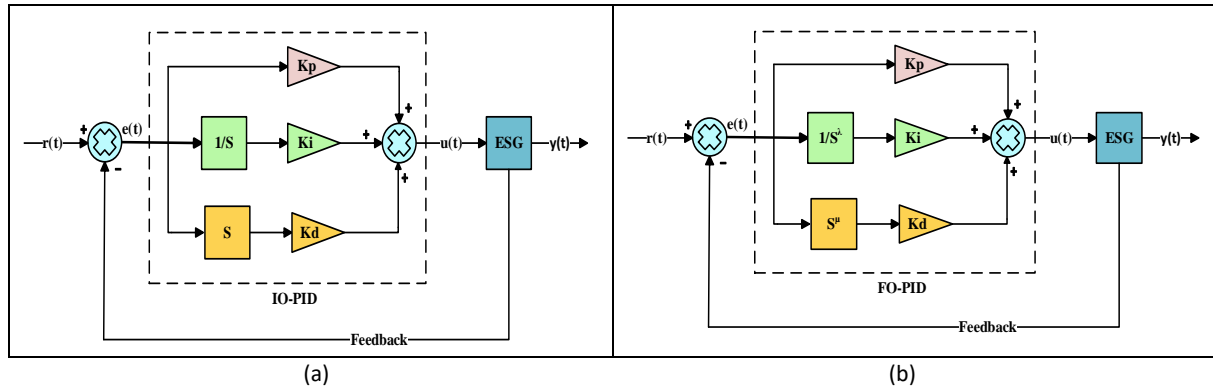 Kp
r(t)
e(t)
1/S
Ki
u(t)
ESG
y(t)
S
Kd
IO-PID
Feedback
(a)
Kp
r(t)
e(t)
1/S^λ
Ki
u(t)
ESG
y(t)
S^μ
Kd
FO-PID
Feedback
(b)